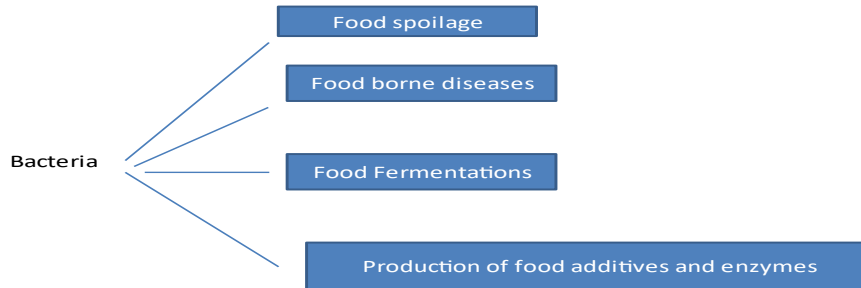 Food spoilage
Food borne diseases
Bacteria
Food Fermentations
Production of food additives and enzymes